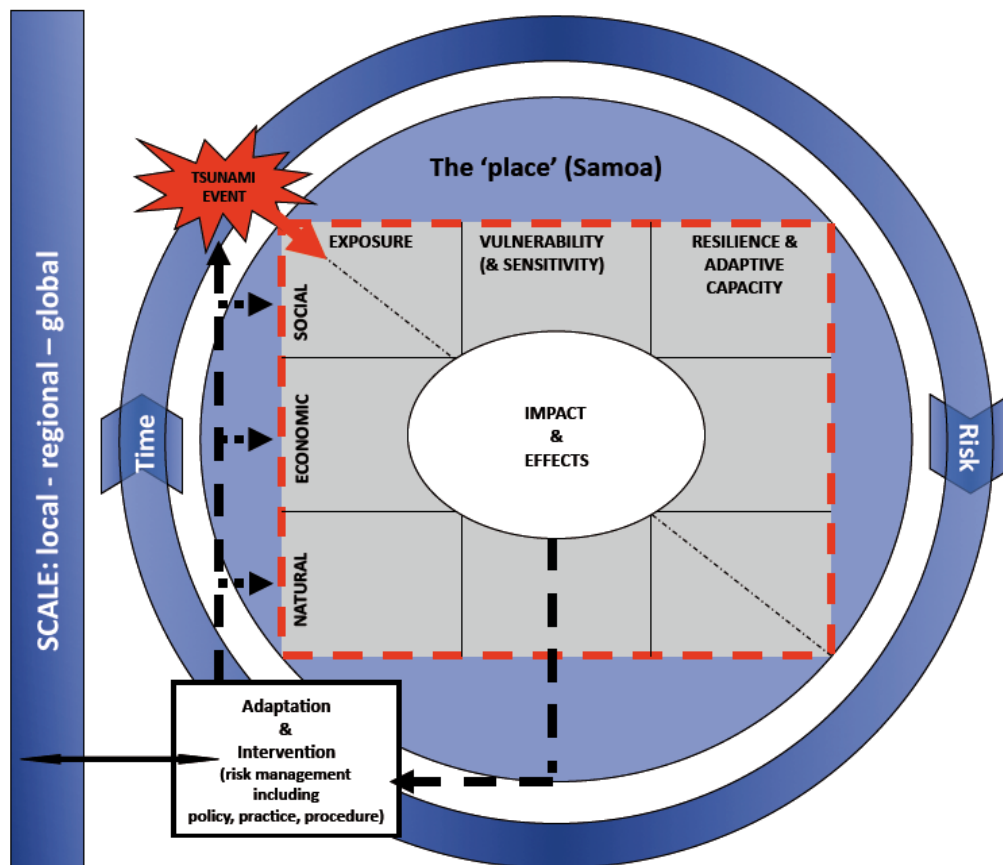 SCALE: local - regional – global
TSUNAMI
EVENT
The 'place' (Samoa)
EXPOSURE
VULNERABILITY
(& SENSITIVITY)
RESILIENCE &
ADAPTIVE
CAPACITY
SOCIAL
ECONOMIC
NATURAL
IMPACT
&
EFFECTS
Time
Risk
Adaptation
&
Intervention
(risk management
including
policy, practice, procedure)